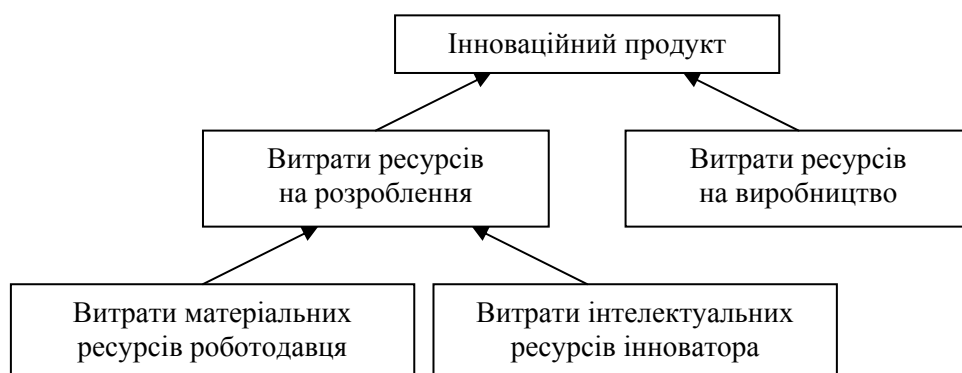 Інноваційний продукт
Витрати ресурсів
на розроблення
Витрати ресурсів
на виробництво
Витрати матеріальних
ресурсів роботодавця
Витрати інтелектуальних
ресурсів інноватора